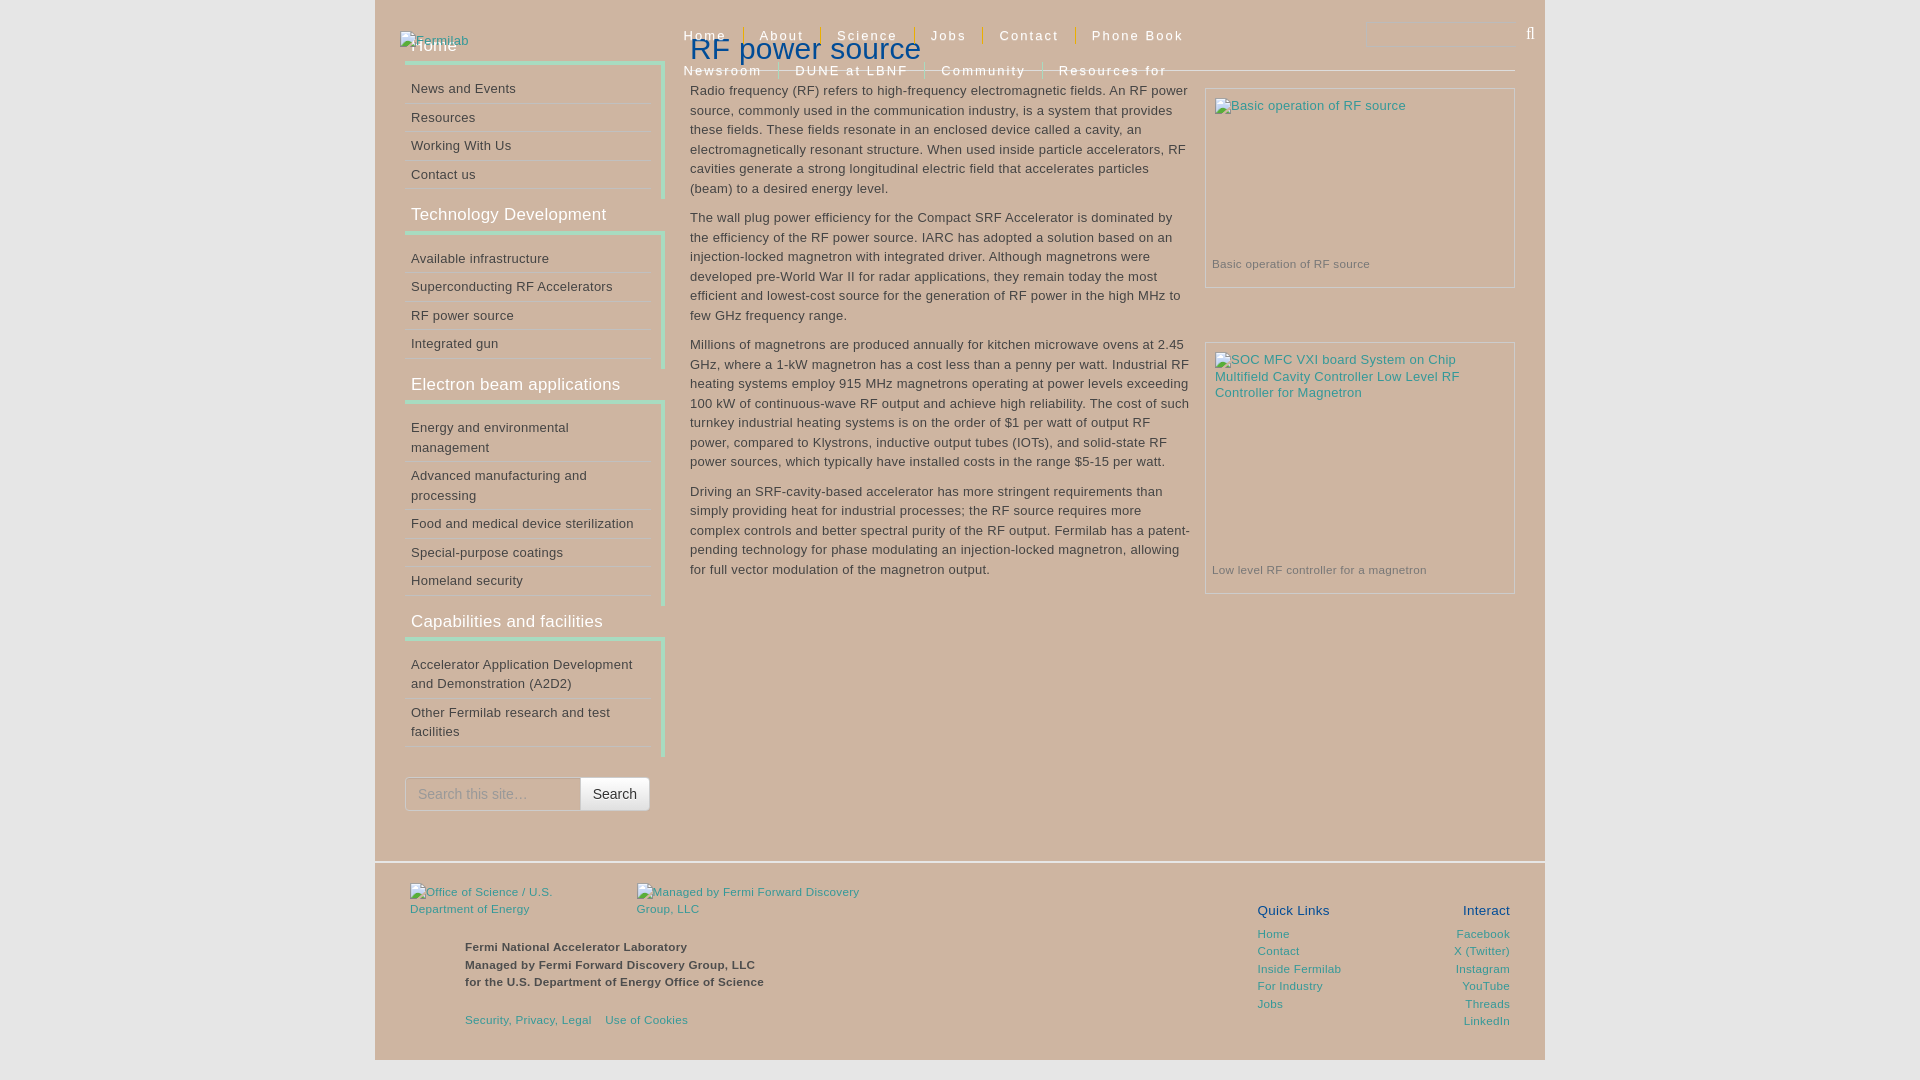 Fermilab
Home
Home
About
Science
Jobs
Contact
Phone Book
Newsroom
DUNE at LBNF
Community
Resources for
News and Events
Resources
Working With Us
Contact us
Technology Development
Available infrastructure
Superconducting RF Accelerators
RF power source
Integrated gun
Electron beam applications
Energy and environmental
management
Advanced manufacturing and
processing
Food and medical device sterilization
Special-purpose coatings
Homeland security
Capabilities and facilities
Accelerator Application Development
and Demonstration (A2D2)
Other Fermilab research and test
facilities
Search this site…
Search
RF power source
Radio frequency (RF) refers to high-frequency electromagnetic fields. An RF power
source, commonly used in the communication industry, is a system that provides
these fields. These fields resonate in an enclosed device called a cavity, an
electromagnetically resonant structure. When used inside particle accelerators, RF
cavities generate a strong longitudinal electric field that accelerates particles
(beam) to a desired energy level.
The wall plug power efficiency for the Compact SRF Accelerator is dominated by
the efficiency of the RF power source. IARC has adopted a solution based on an
injection-locked magnetron with integrated driver. Although magnetrons were
developed pre-World War II for radar applications, they remain today the most
efficient and lowest-cost source for the generation of RF power in the high MHz to
few GHz frequency range.
Millions of magnetrons are produced annually for kitchen microwave ovens at 2.45
GHz, where a 1-kW magnetron has a cost less than a penny per watt. Industrial RF
heating systems employ 915 MHz magnetrons operating at power levels exceeding
100 kW of continuous-wave RF output and achieve high reliability. The cost of such
turnkey industrial heating systems is on the order of $1 per watt of output RF
power, compared to Klystrons, inductive output tubes (IOTs), and solid-state RF
power sources, which typically have installed costs in the range $5-15 per watt.
Driving an SRF-cavity-based accelerator has more stringent requirements than
simply providing heat for industrial processes; the RF source requires more
complex controls and better spectral purity of the RF output. Fermilab has a patent-
pending technology for phase modulating an injection-locked magnetron, allowing
for full vector modulation of the magnetron output.
Basic operation of RF source
Basic operation of RF source
SOC MFC VXI board System on Chip
Multifield Cavity Controller Low Level RF
Controller for Magnetron
Low level RF controller for a magnetron
Office of Science / U.S.
Department of Energy
Managed by Fermi Forward Discovery
Group, LLC
Fermi National Accelerator Laboratory
Managed by Fermi Forward Discovery Group, LLC
for the U.S. Department of Energy Office of Science
Security, Privacy, Legal
Use of Cookies
Quick Links
Home
Contact
Inside Fermilab
For Industry
Jobs
Interact
Facebook
X (Twitter)
Instagram
YouTube
Threads
LinkedIn